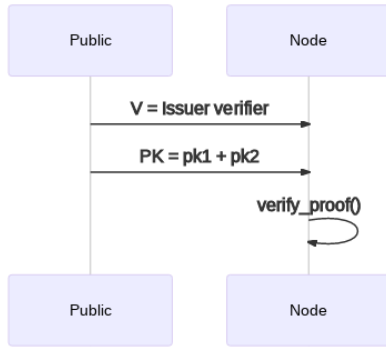 Public
Node
V = Issuer verifier
PK = pk1 + pk2
verify_proof()
Public
Node